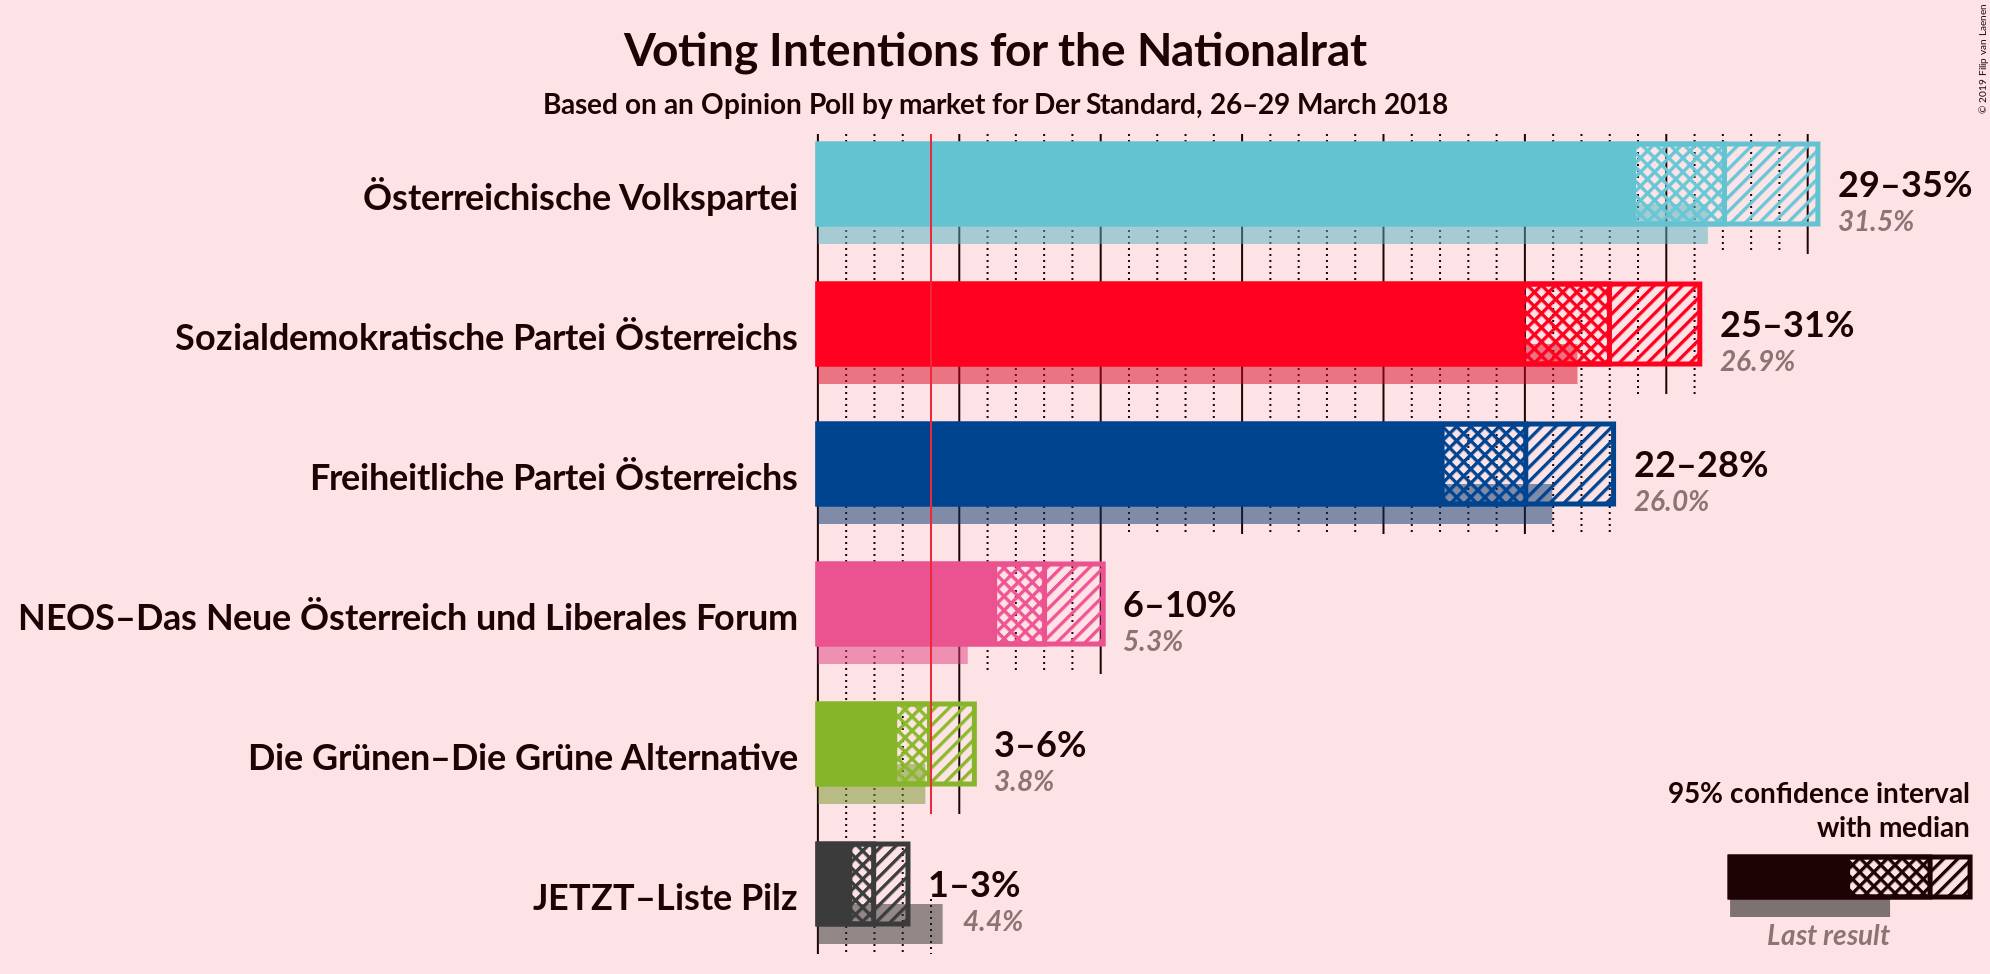 Voting Intentions for the Nationalrat
Based on an Opinion Poll by market for Der Standard, 26–29 March 2018
© 2019 Filip van Laenen
Österreichische Volkspartei
29–35%
31.5%
Sozialdemokratische Partei Österreichs
25–31%
26.9%
Freiheitliche Partei Österreichs
22–28%
26.0%
NEOS–Das Neue Österreich und Liberales Forum
6–10%
5.3%
Die Grünen–Die Grüne Alternative
3–6%
3.8%
JETZT–Liste Pilz
1–3%
4.4%
95% confidence interval
with median
Last result